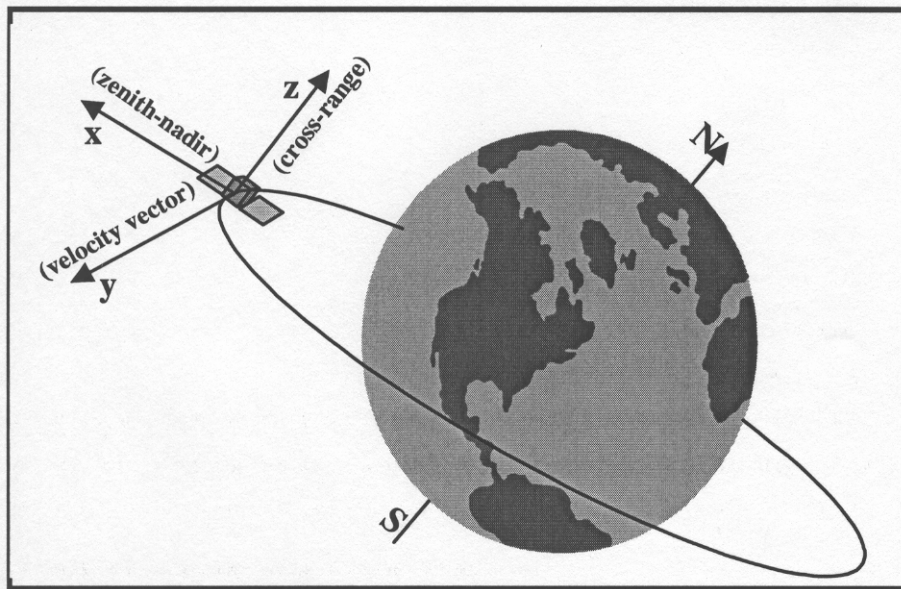 (zenith-nadir)
x
z
(cross-range)
(velocity vector)
y
N
S